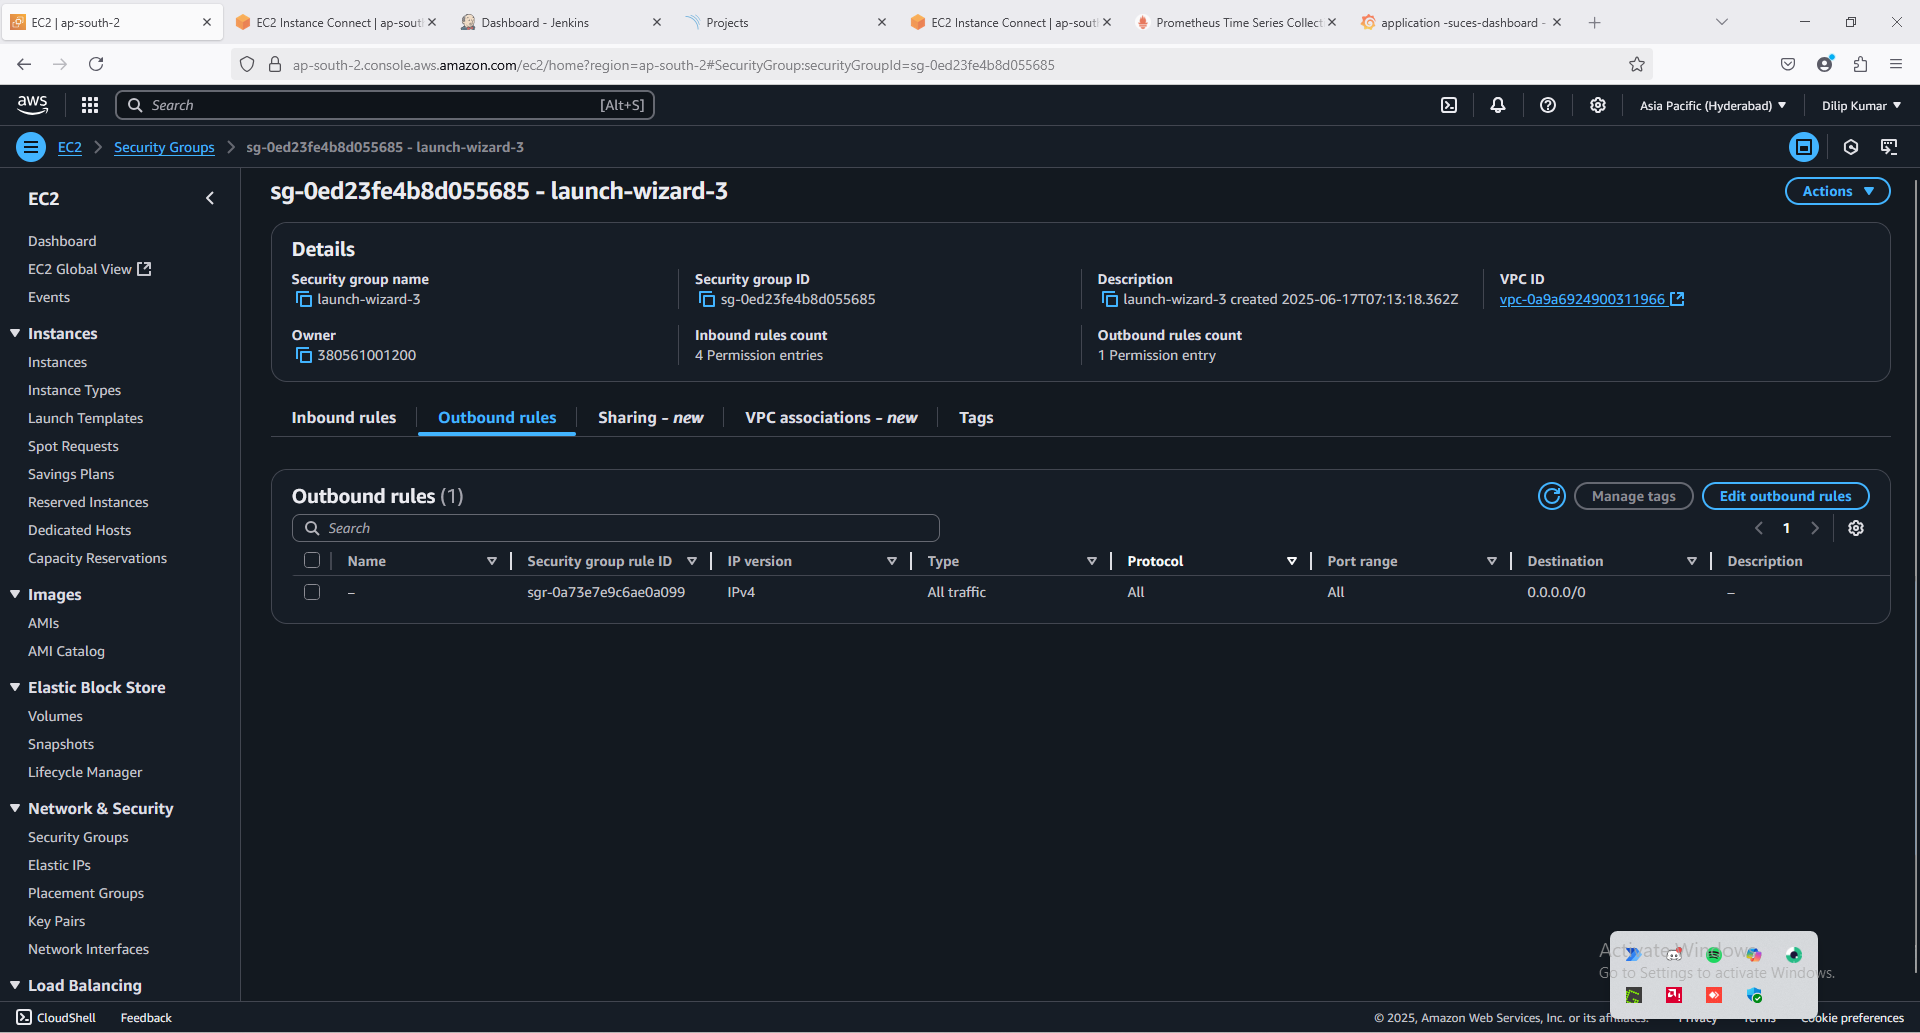 EC2 | ap-south-2
EC2 Instance Connect | ap-sout
Dashboard - Jenkins
Projects
EC2 Instance Connect | ap-sout
Prometheus Time Series Collect
application -suces-dashboard -
ap-south-2.console.aws.amazon.com/ec2/home?region=ap-south-2#SecurityGroup:securityGroupId=sg-0ed23fe4b8d055685
aws
Search
[Alt+S]
Asia Pacific (Hyderabad)
Dilip Kumar
EC2
Security Groups
sg-0ed23fe4b8d055685 - launch-wizard-3
EC2
Dashboard
EC2 Global View
Events
Instances
Instances
Instance Types
Launch Templates
Spot Requests
Savings Plans
Reserved Instances
Dedicated Hosts
Capacity Reservations
Images
AMIs
AMI Catalog
Elastic Block Store
Volumes
Snapshots
Lifecycle Manager
Network & Security
Security Groups
Elastic IPs
Placement Groups
Key Pairs
Network Interfaces
Load Balancing
sg-0ed23fe4b8d055685 - launch-wizard-3
Actions
Details
Security group name
launch-wizard-3
Security group ID
sg-0ed23fe4b8d055685
Description
launch-wizard-3 created 2025-06-17T07:13:18.362Z
VPC ID
vpc-0a9a6924900311966
Owner
380561001200
Inbound rules count
4 Permission entries
Outbound rules count
1 Permission entry
Inbound rules
Outbound rules
Sharing - new
VPC associations - new
Tags
Outbound rules (1)
Manage tags
Edit outbound rules
Search
1
Name
Security group rule ID
IP version
Type
Protocol
Port range
Destination
Description
–
sgr-0a73e7e9c6ae0a099
IPv4
All traffic
All
All
0.0.0.0/0
–
Activate Windows
Go to Settings to activate Windows.
CloudShell
Feedback
© 2025, Amazon Web Services, Inc. or its affiliates.
Privacy
Terms
Cookie preferences